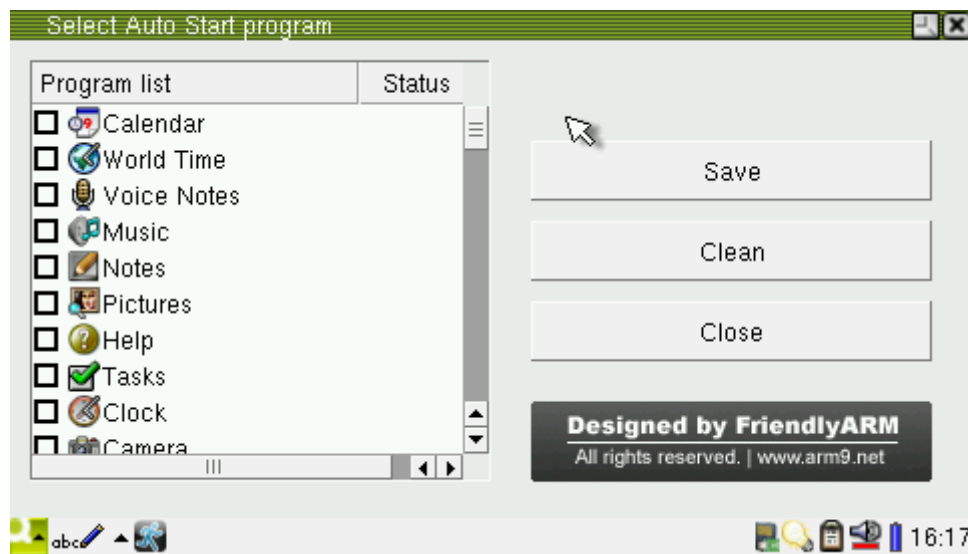 Select Auto Start program
Program list Status
Calendar
World Time
Voice Notes
Music
Notes
Pictures
Help
Tasks
Clock
Camera
Save
Clean
Close
Designed by FriendlyARM
All rights reserved. | www.arm9.net
abc 16:17